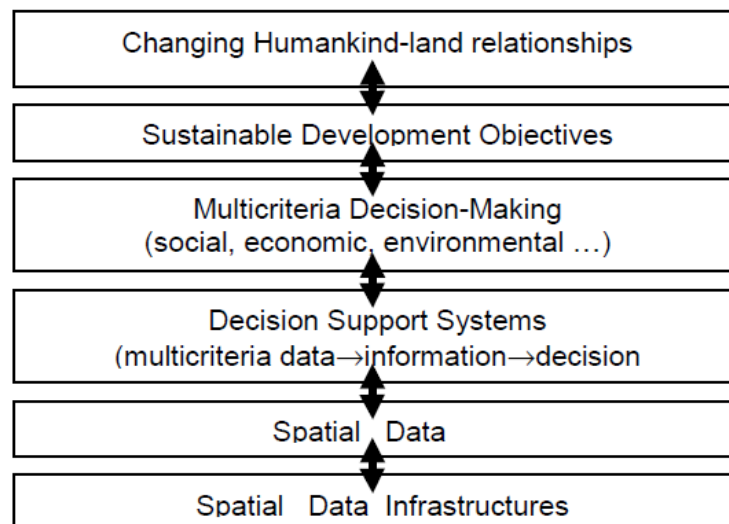 Changing Humankind-land relationships
Sustainable Development Objectives
Multicriteria Decision-Making
(social, economic, environmental …)
Decision Support Systems
(multicriteria data→information→decision
Spatial Data
Spatial Data Infrastructures